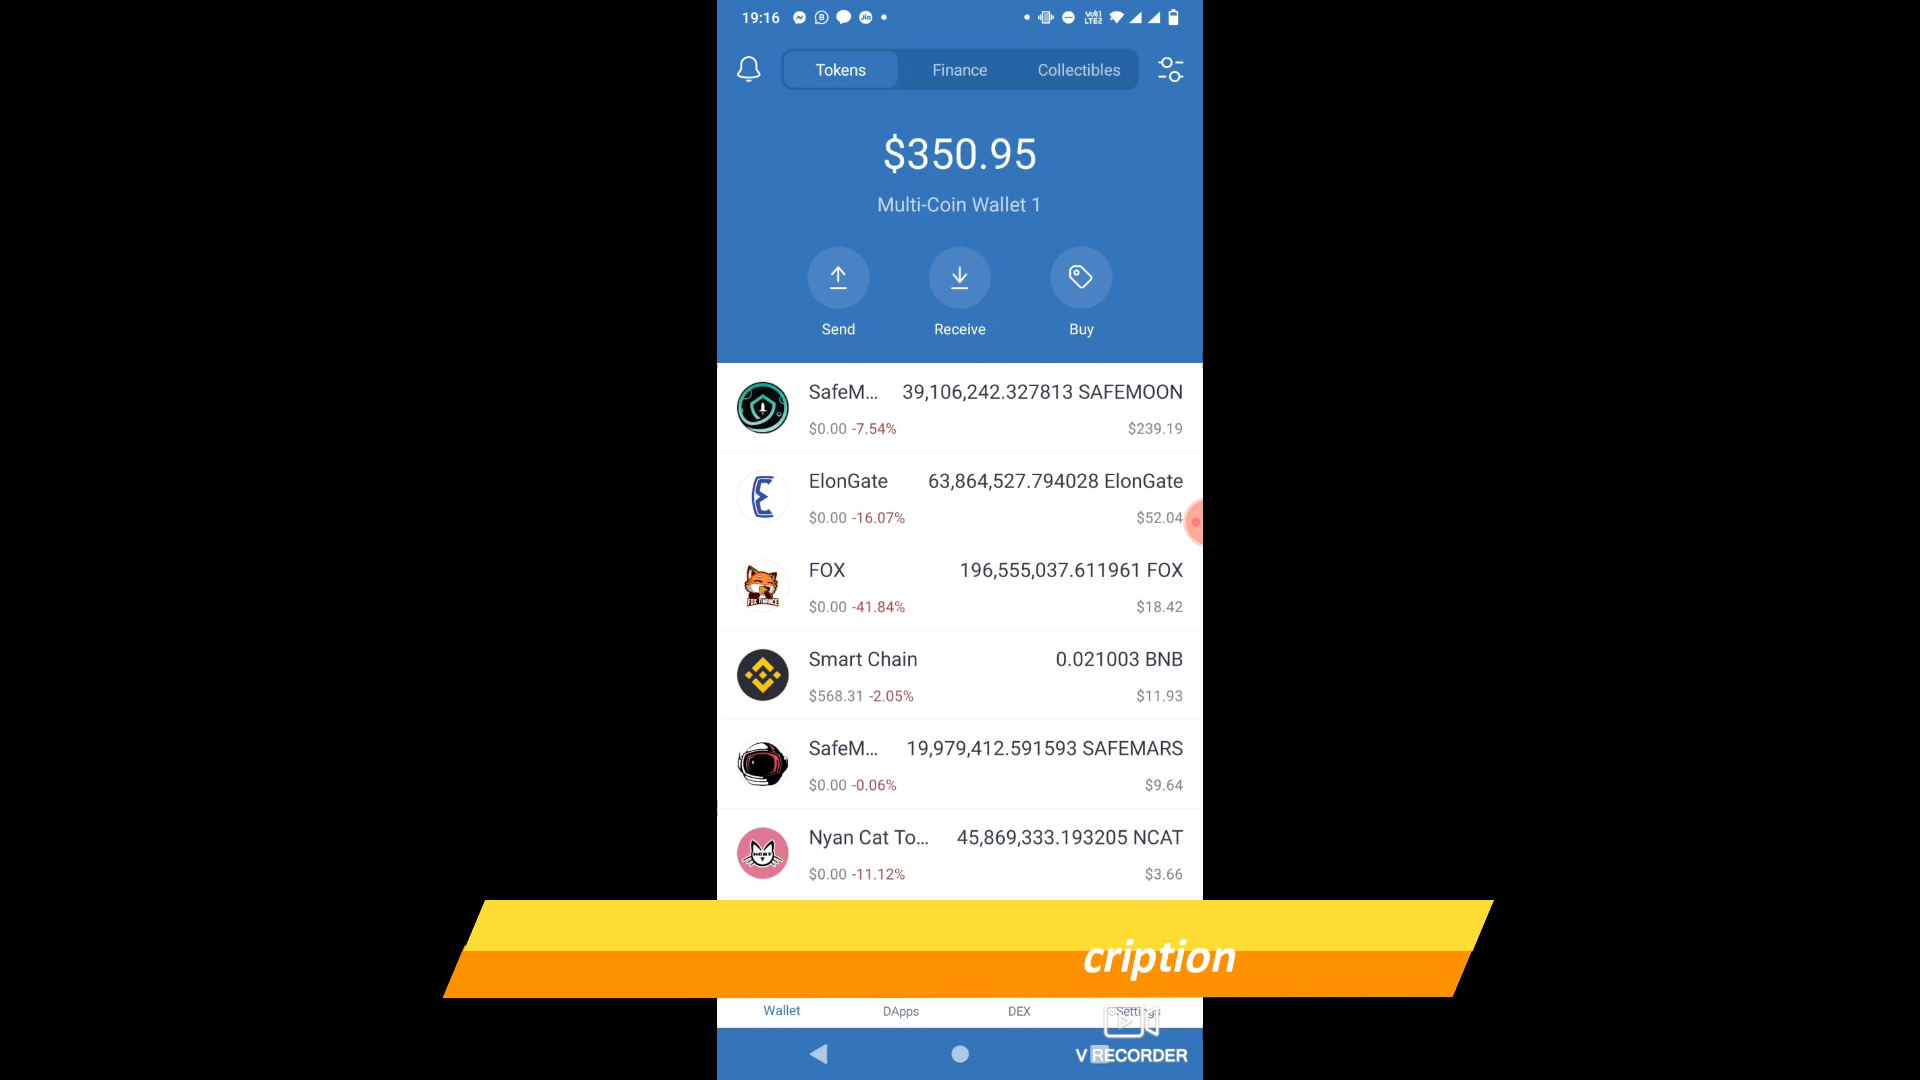 19:16
Tokens Finance Collectibles
$350.95
Multi-Coin Wallet 1
Send Receive Buy
SafeM... 39,106,242.327813 SAFEMOON
$0.00 -7.54% $239.19
ElonGate 63,864,527.794028 ElonGate
$0.00 -16.07% $52.04
FOX 196,555,037.611961 FOX
$0.00 -41.84% $18.42
Smart Chain 0.021003 BNB
$568.31 -2.05% $11.93
SafeM... 19,979,412.591593 SAFEMARS
$0.00 -0.06% $9.64
Nyan Cat To... 45,869,333.193205 NCAT
$0.00 -11.12% $3.66
cription
Wallet DApps DEX Settings
V RECORDER